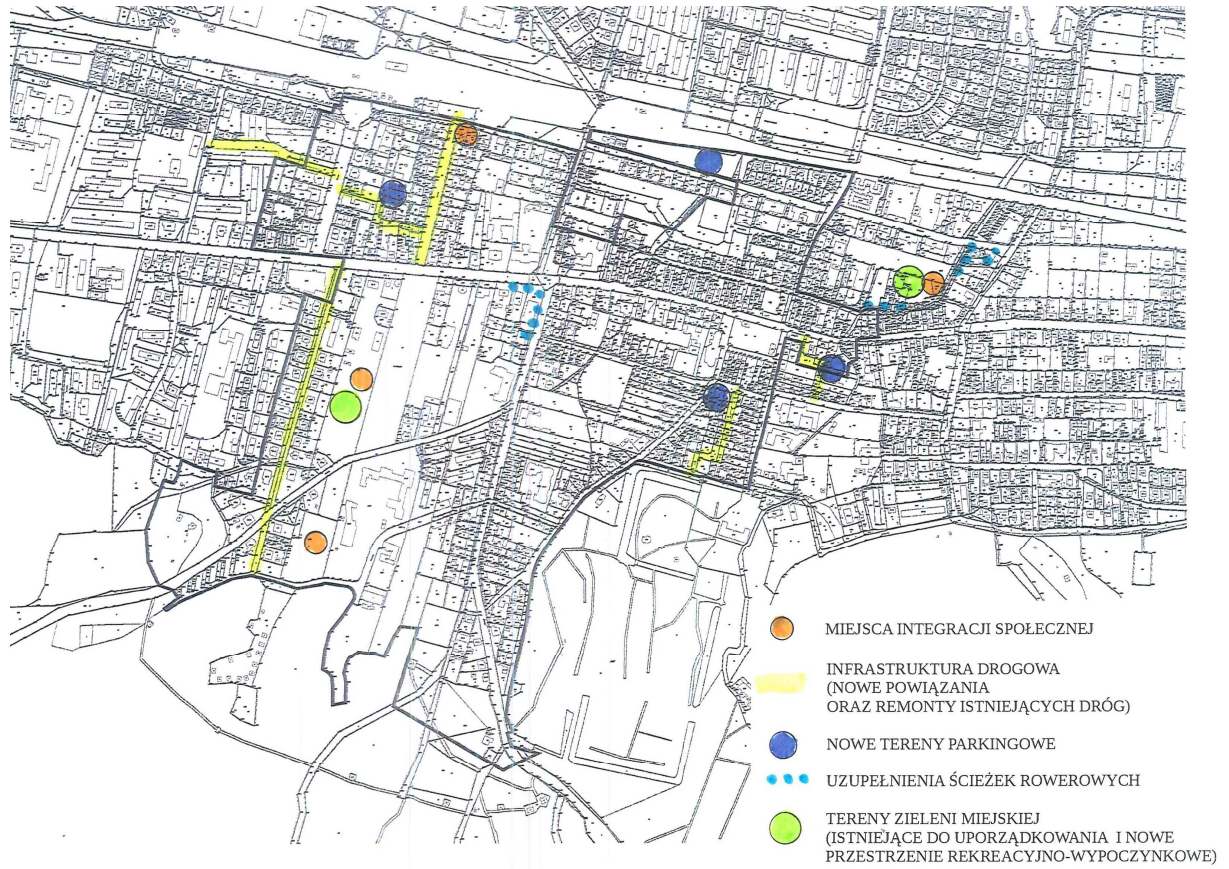 MIEJSCA INTEGRACJI SPOŁECZNEJ
INFRASTRUKTURA DROGOWA
(NOWE POWIĄZANIA
ORAZ REMONTY ISTNIEJĄCYCH DRÓG)
NOWE TERENY PARKINGOWE
UZUPEŁNIENIA ŚCIEŻEK ROWEROWYCH
TERENY ZIELENI MIEJSKIEJ
(ISTNIEJĄCE DO UPORZĄDKOWANIA I NOWE
PRZESTRZENIE REKREACYJNO-WYPOCZYNKOWE)